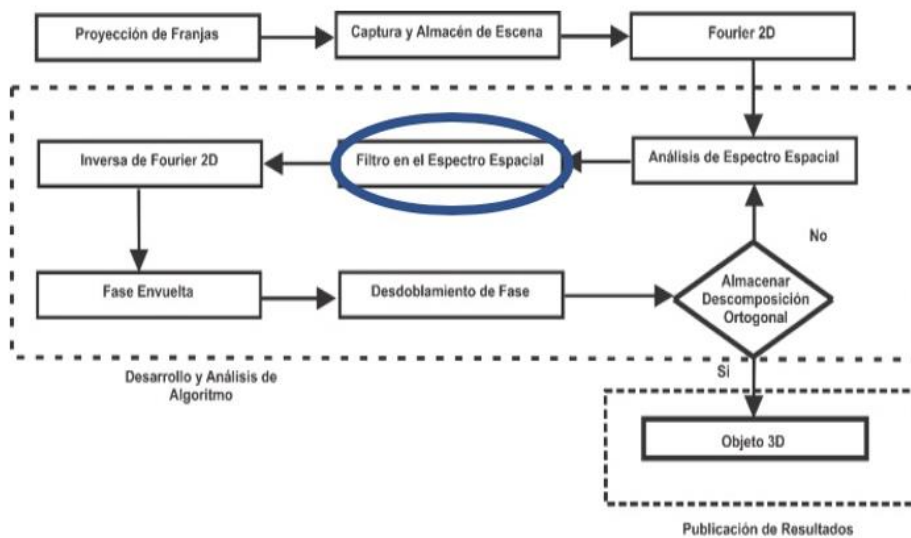 Proyección de Franjas
Captura y Almacén de Escena
Fourier 2D
Inversa de Fourier 2D
Filtro en el Espectro Espacial
Análisis de Espectro Espacial
No
Fase Envuelta
Desdoblamiento de Fase
Almacenar
Descomposición
Ortogonal
Si
Desarrollo y Análisis de
Algoritmo
Objeto 3D
Publicación de Resultados